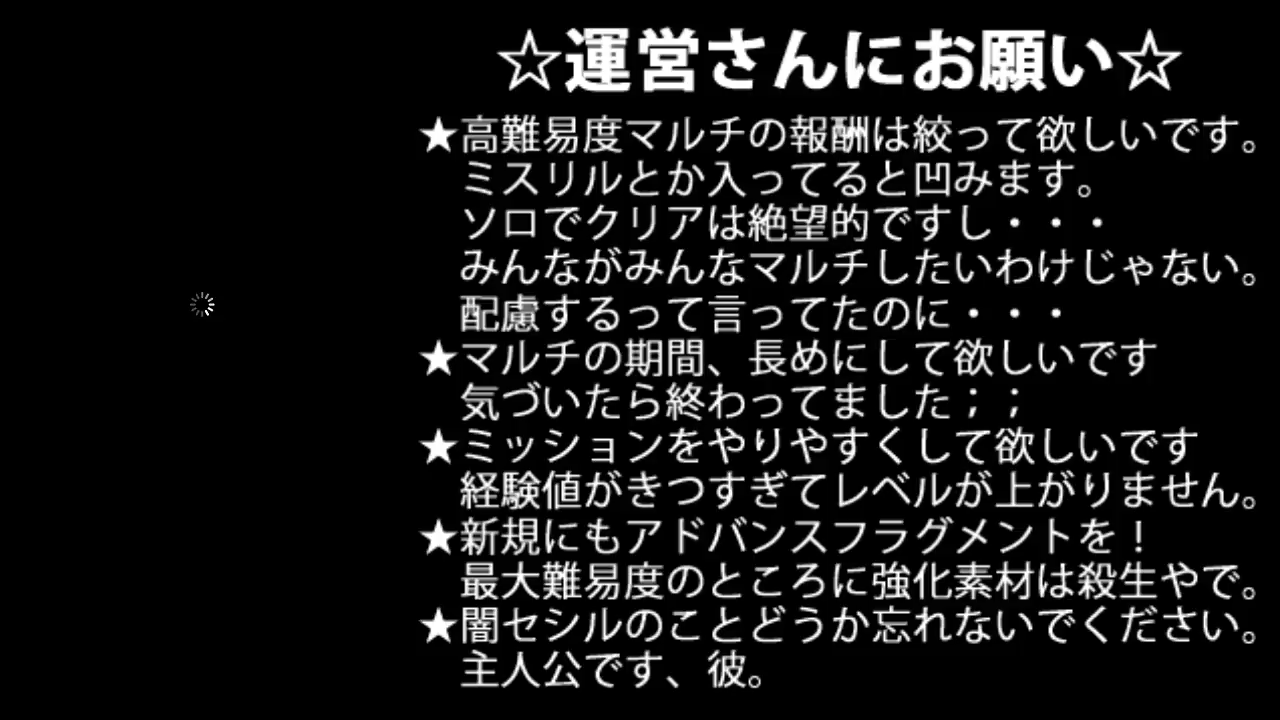 ☆運営さんにお願い☆
★高難易度マルチの報酬は絞って欲しいです。
ミスリルとか入ってると凹みます。
ソロでクリアは絶望的ですし・・・
みんながみんなマルチしたいわけじゃない。
配慮するって言ってたのに・・・
★マルチの期間、長めにして欲しいです
気づいたら終わってました；；
★ミッションをやりやすくして欲しいです
経験値がきつすぎてレベルが上がりません。
★新規にもアドバンスフラグメントを！
最大難易度のところに強化素材は殺生やで。
★闇セシルのことどうか忘れないでください。
主人公です、彼。